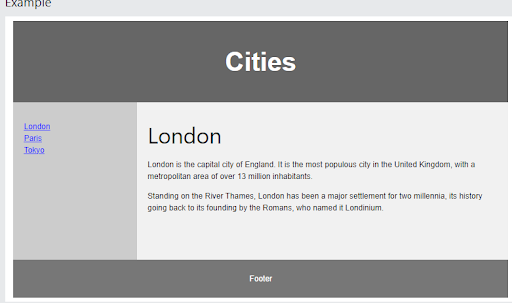 Example
Cities
London
Paris
Tokyo
London
London is the capital city of England. It is the most populous city in the United Kingdom, with a
metropolitan area of over 13 million inhabitants.
Standing on the River Thames, London has been a major settlement for two millennia, its history
going back to its founding by the Romans, who named it Londinium.
Footer